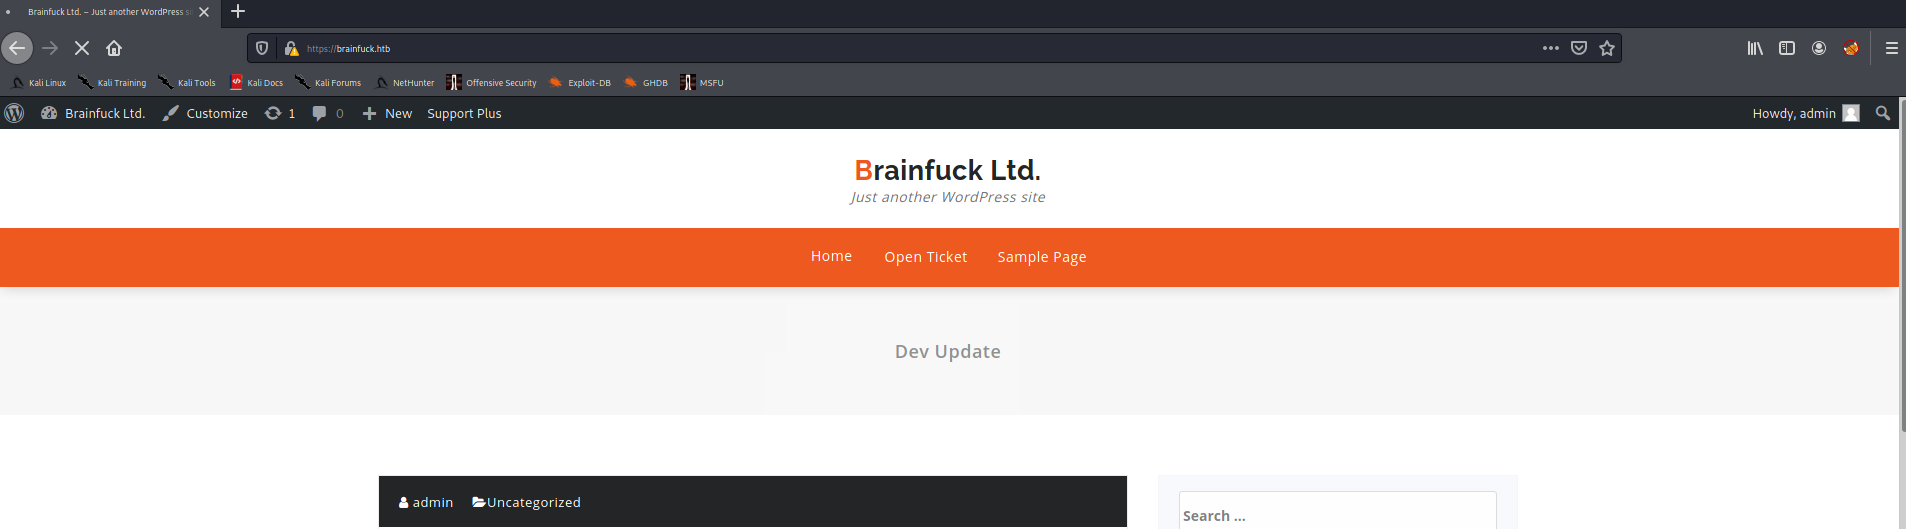 Brainfuck Ltd. – Just another WordPress si
https://brainfuck.htb
Kali Linux Kali Training Kali Tools Kali Docs Kali Forums NetHunter Offensive Security Exploit-DB GHDB MSFU
Brainfuck Ltd. Customize 1 0 New Support Plus Howdy, admin
Brainfuck Ltd.
Just another WordPress site
Home Open Ticket Sample Page
Dev Update
admin Uncategorized
Search ...